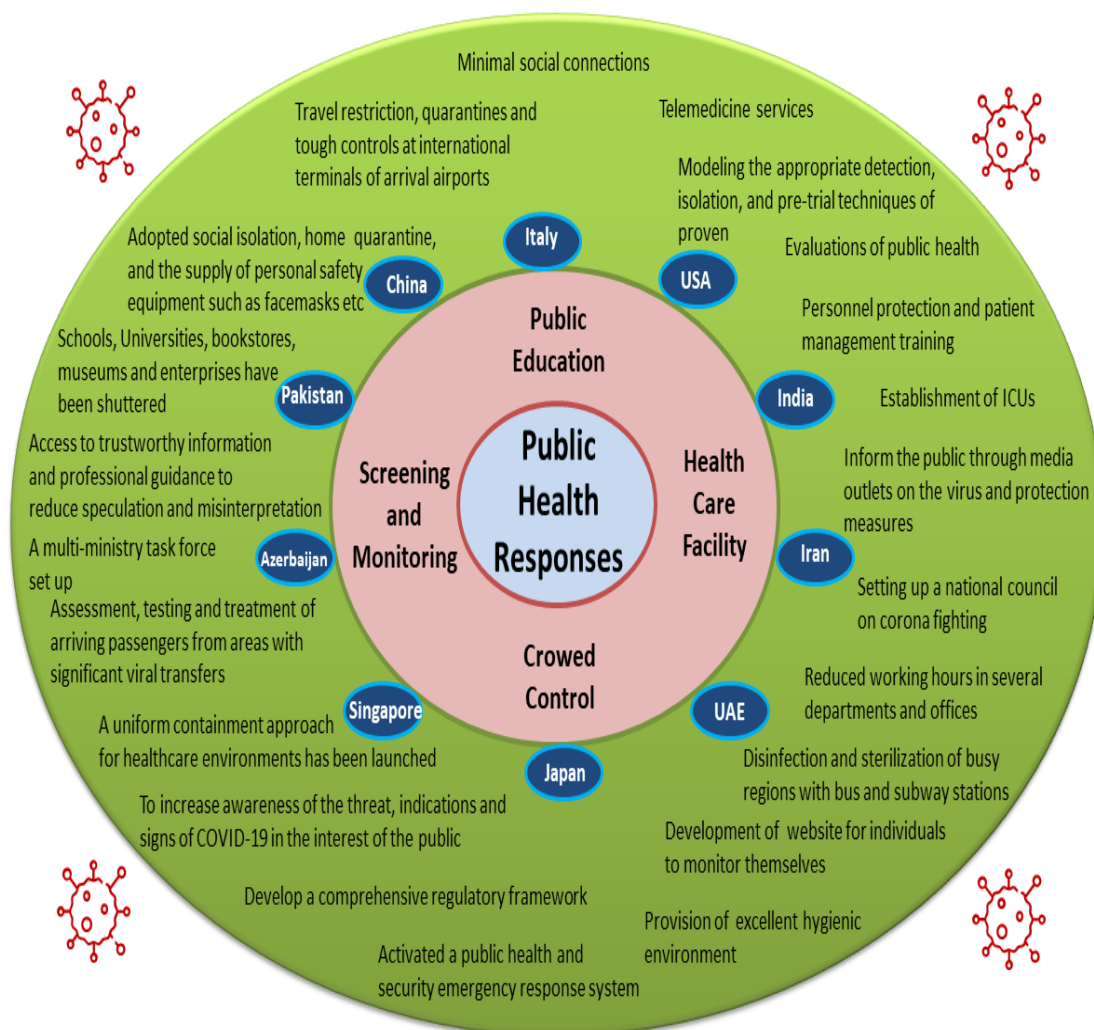 Minimal social connections
Travel restriction, quarantines and
tough controls at international
terminals of arrival airports
Telemedicine services
Modeling the appropriate detection,
isolation, and pre-trial techniques of
proven
Evaluations of public health
Adopted social isolation, home quarantine,
and the supply of personal safety
equipment such as facemasks etc
Italy
China
USA
Personnel protection and patient
management training
Schools, Universities, bookstores,
museums and enterprises have
been shuttered
Pakistan
Public
Education
India
Establishment of ICUs
Access to trustworthy information
and professional guidance to
reduce speculation and misinterpretation
Screening
and
Monitoring
Public
Health
Responses
Health
Care
Facility
Inform the public through media
outlets on the virus and protection
measures
A multi-ministry task force
set up
Azerbaijan
Iran
Setting up a national council
on corona fighting
Assessment, testing and treatment of
arriving passengers from areas with
significant viral transfers
Crowed
Control
Reduced working hours in several
departments and offices
Singapore
UAE
A uniform containment approach
for healthcare environments has been launched
Japan
Disinfection and sterilization of busy
regions with bus and subway stations
To increase awareness of the threat, indications and
signs of COVID-19 in the interest of the public
Development of website for individuals
to monitor themselves
Develop a comprehensive regulatory framework
Provision of excellent hygienic
environment
Activated a public health and
security emergency response system